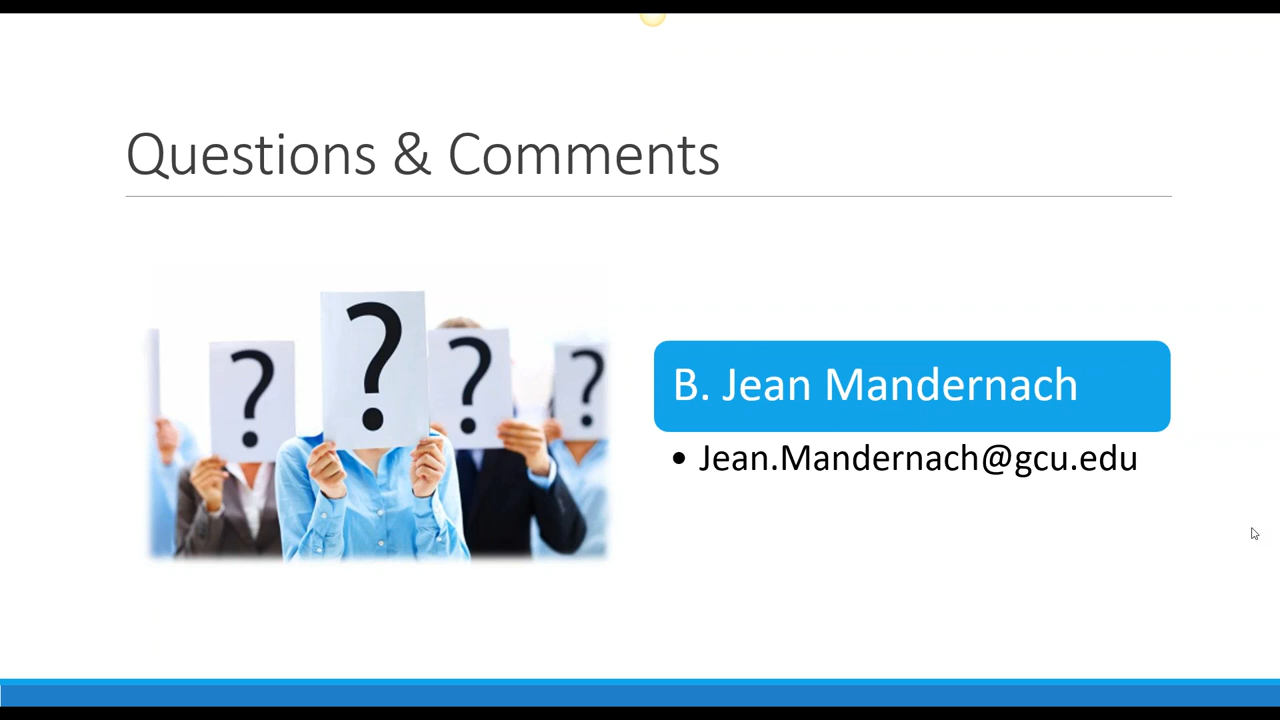 Questions & Comments
? ? ? ?
B. Jean Mandernach
• Jean.Mandernach@gcu.edu